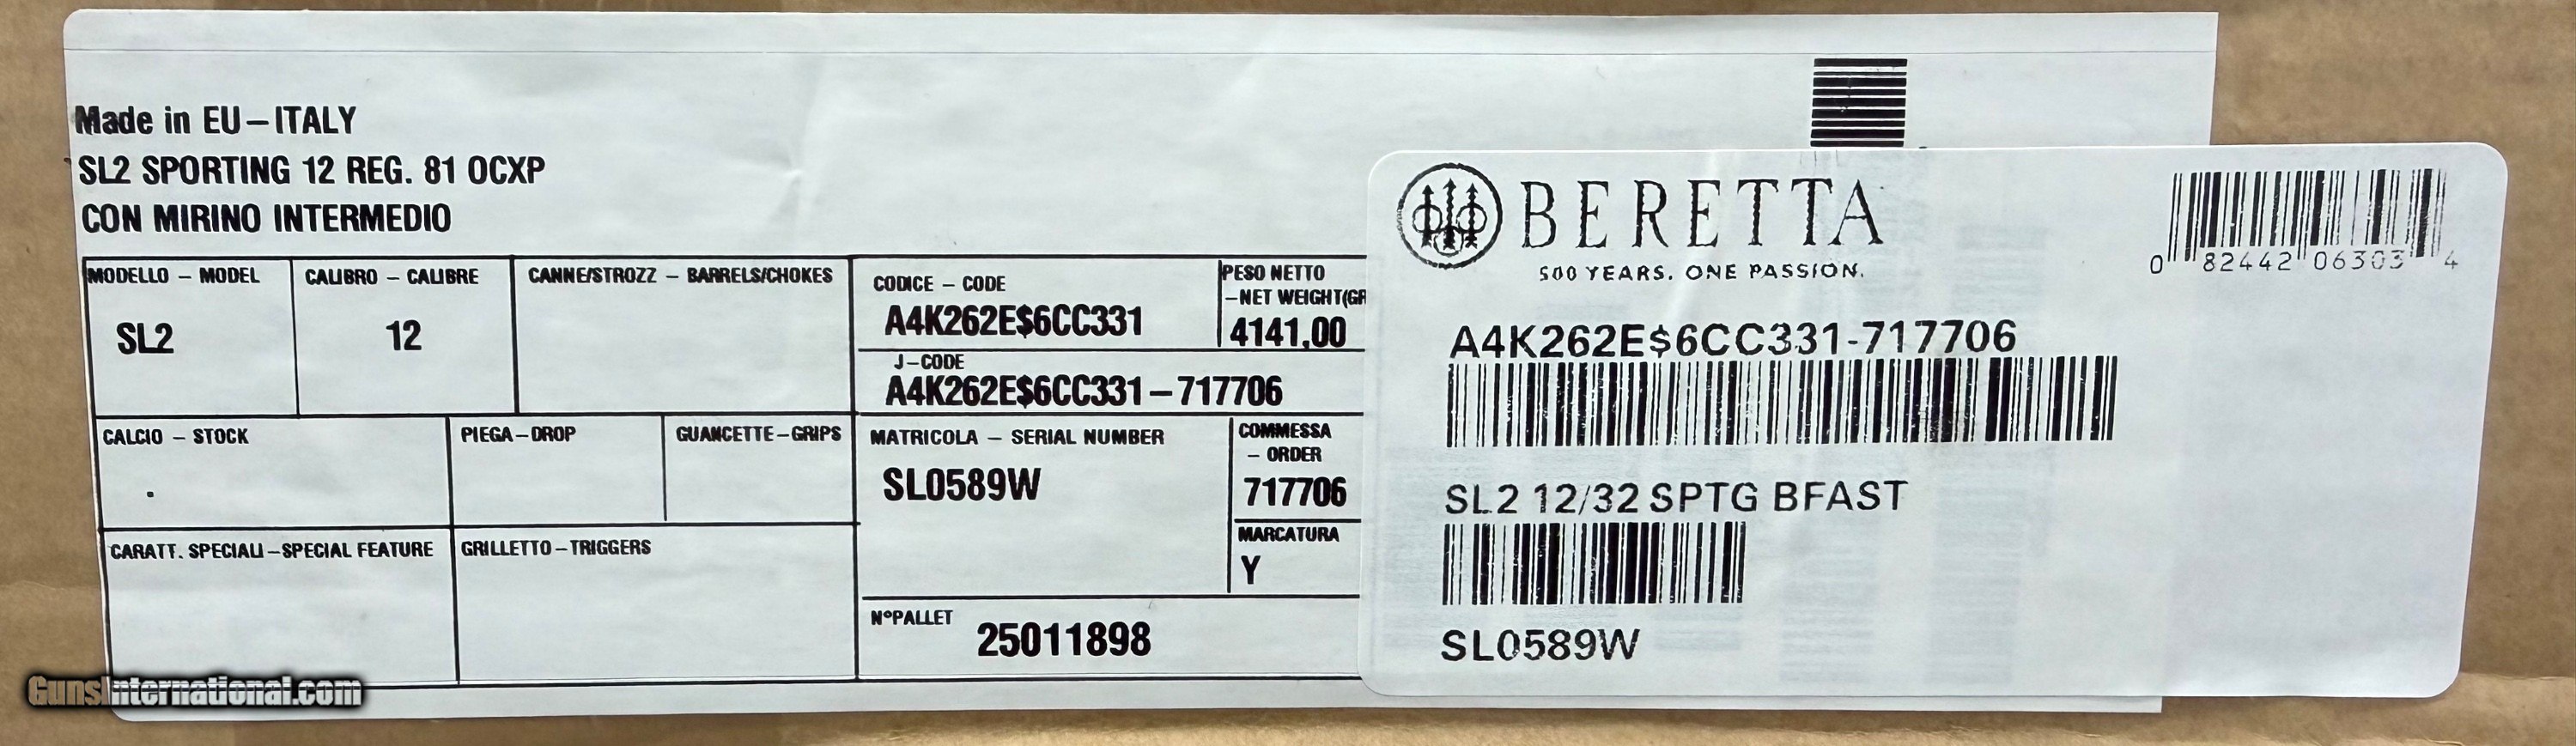 Made in EU-ITALY
SL2 SPORTING 12 REG. 81 OCXP
CON MIRINO INTERMEDIO
MODELLO - MODEL
SL2
CALIBRO - CALIBRE
12
CANNE/STROZZ - BARRELS/CHOKES
CODICE - CODE
A4K262E$6CC331
PESO NETTO
-NET WEIGHT(GR
4141,00
J-CODE
A4K262E$6CC331-717706
CALCIO - STOCK
.
PIEGA-DROP
GUANCETTE-GRIPS
MATRICOLA - SERIAL NUMBER
SL0589W
COMMESSA
- ORDER
717706
MARCATURA
Y
CARATT. SPECIALI-SPECIAL FEATURE
GRILLETTO-TRIGGERS
N°PALLET
25011898
BERETTA
500 YEARS. ONE PASSION.
0 82442 06303 4
A4K262E$6CC331-717706
SL2 12/32 SPTG BFAST
SL0589W
GunsInternational.com